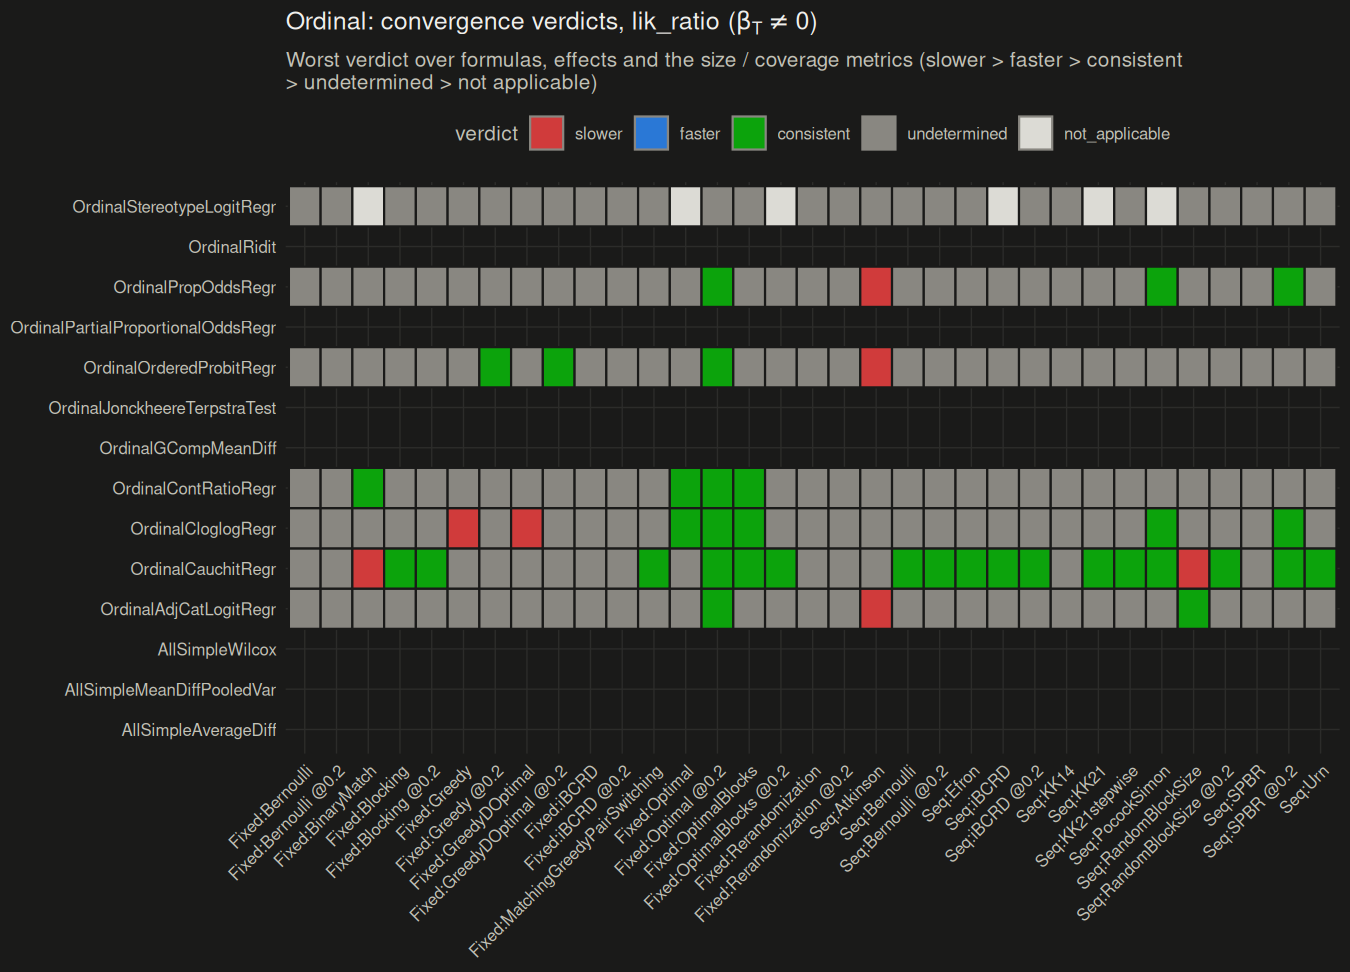 Ordinal: convergence verdicts, lik_ratio (βT ≠ 0)
Worst verdict over formulas, effects and the size / coverage metrics (slower > faster > consistent
> undetermined > not applicable)
verdict slower faster consistent undetermined not_applicable
OrdinalStereotypeLogitRegr
OrdinalRidit
OrdinalPropOddsRegr
OrdinalPartialProportionalOddsRegr
OrdinalOrderedProbitRegr
OrdinalJonckheereTerpstraTest
OrdinalGCompMeanDiff
OrdinalContRatioRegr
OrdinalCloglogRegr
OrdinalCauchitRegr
OrdinalAdjCatLogitRegr
AllSimpleWilcox
AllSimpleMeanDiffPooledVar
AllSimpleAverageDiff
Fixed:Bernoulli
Fixed:Bernoulli @0.2
Fixed:BinaryMatch
Fixed:Blocking
Fixed:Blocking @0.2
Fixed:Greedy
Fixed:Greedy @0.2
Fixed:GreedyDOptimal
Fixed:GreedyDOptimal @0.2
Fixed:iBCRD
Fixed:iBCRD @0.2
Fixed:MatchingGreedyPairSwitching
Fixed:Optimal
Fixed:Optimal @0.2
Fixed:OptimalBlocks
Fixed:OptimalBlocks @0.2
Fixed:Rerandomization
Fixed:Rerandomization @0.2
Seq:Atkinson
Seq:Bernoulli
Seq:Bernoulli @0.2
Seq:Efron
Seq:iBCRD
Seq:iBCRD @0.2
Seq:KK14
Seq:KK21
Seq:KK21stepwise
Seq:PocockSimon
Seq:RandomBlockSize
Seq:RandomBlockSize @0.2
Seq:SPBR
Seq:SPBR @0.2
Seq:Urn